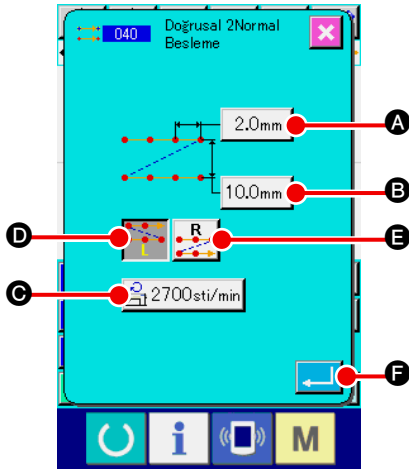 040
Doğrusal 2Normal
Besleme
2.0mm
A
10.0mm
B
D
L
R
E
C
2700sti/min
F
i
M